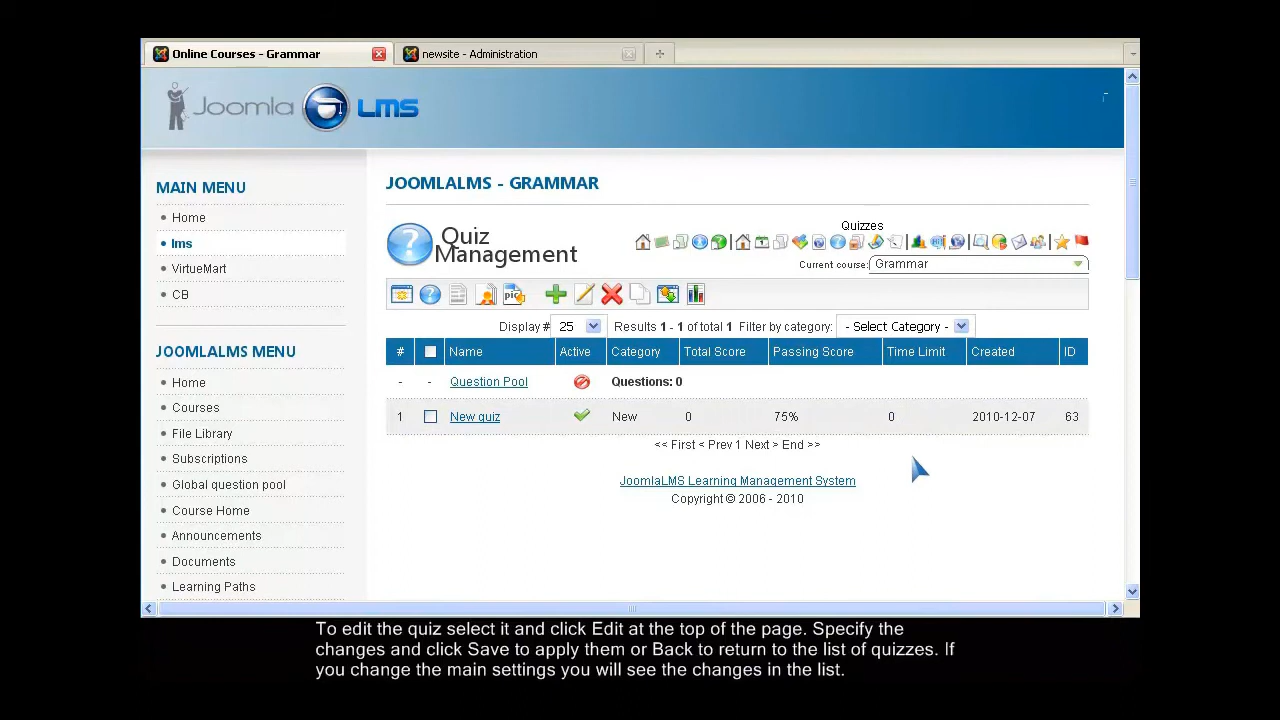 Online Courses - Grammar
newsite - Administration
Joomla LMS
MAIN MENU
Home
lms
VirtueMart
CB
JOOMLALMS MENU
Home
Courses
File Library
Subscriptions
Global question pool
Course Home
Announcements
Documents
Learning Paths
JOOMLALMS - GRAMMAR
Quiz
Management
Quizzes
Current course: Grammar
Display # 25 Results 1 - 1 of total 1 Filter by category: - Select Category -
# Name Active Category Total Score Passing Score Time Limit Created ID
- - Question Pool Questions: 0
1 New quiz New 0 75% 0 2010-12-07 63
<< First < Prev 1 Next > End >>
JoomlaLMS Learning Management System
Copyright © 2006 - 2010
To edit the quiz select it and click Edit at the top of the page. Specify the
changes and click Save to apply them or Back to return to the list of quizzes. If
you change the main settings you will see the changes in the list.